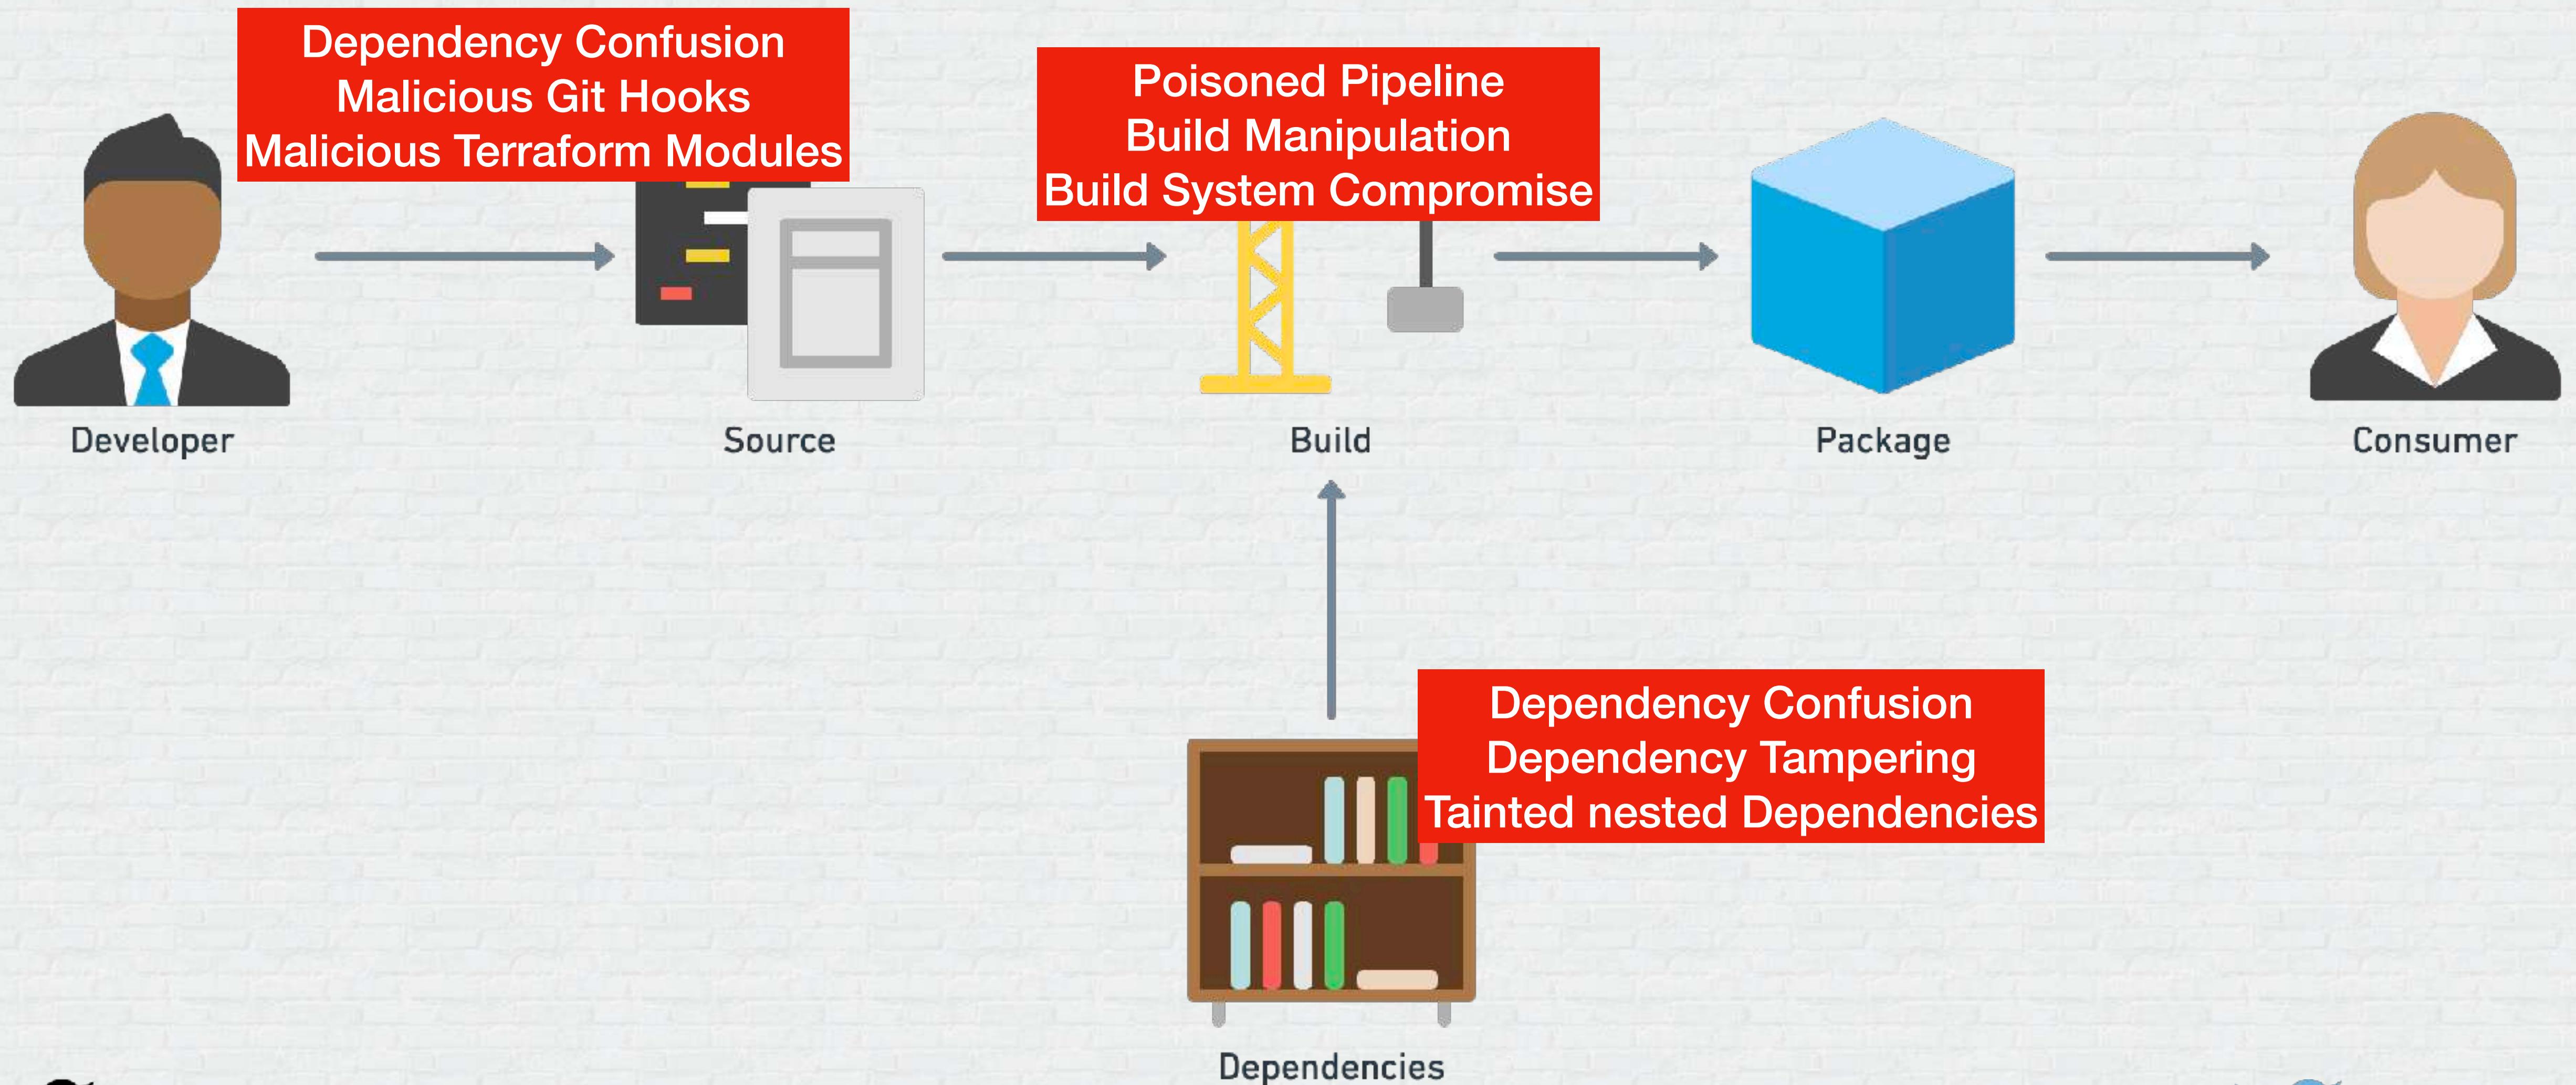 Dependency Confusion
Malicious Git Hooks
Malicious Terraform Modules
Poisoned Pipeline
Build Manipulation
Build System Compromise
Developer
Source
Build
Package
Consumer
Dependency Confusion
Dependency Tampering
Tainted nested Dependencies
Dependencies